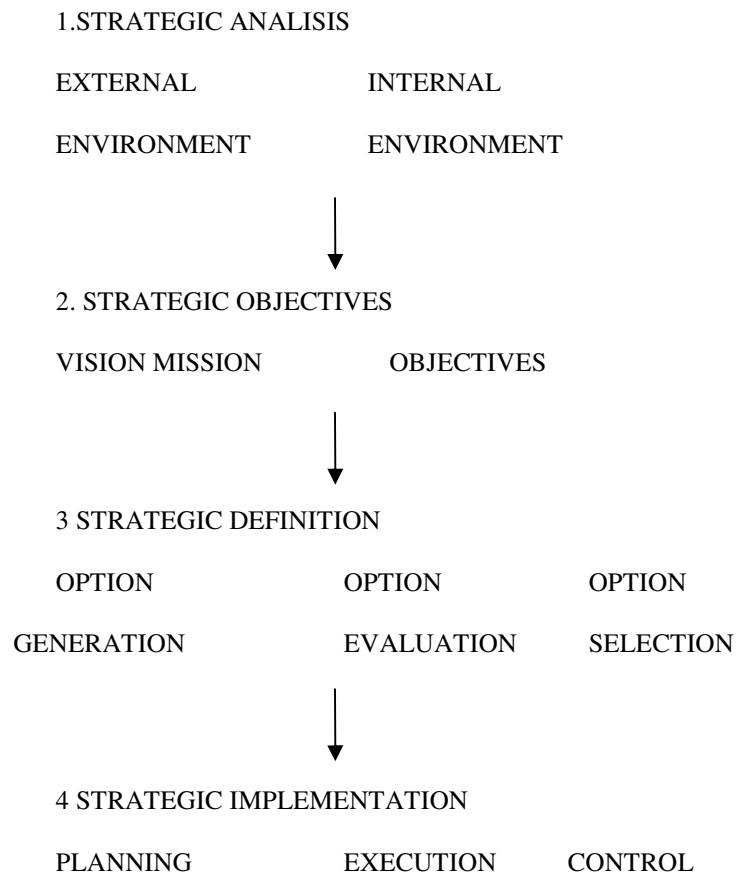 1.STRATEGIC ANALISIS
EXTERNAL INTERNAL
ENVIRONMENT ENVIRONMENT
2. STRATEGIC OBJECTIVES
VISION MISSION OBJECTIVES
3 STRATEGIC DEFINITION
OPTION OPTION OPTION
GENERATION EVALUATION SELECTION
4 STRATEGIC IMPLEMENTATION
PLANNING EXECUTION CONTROL